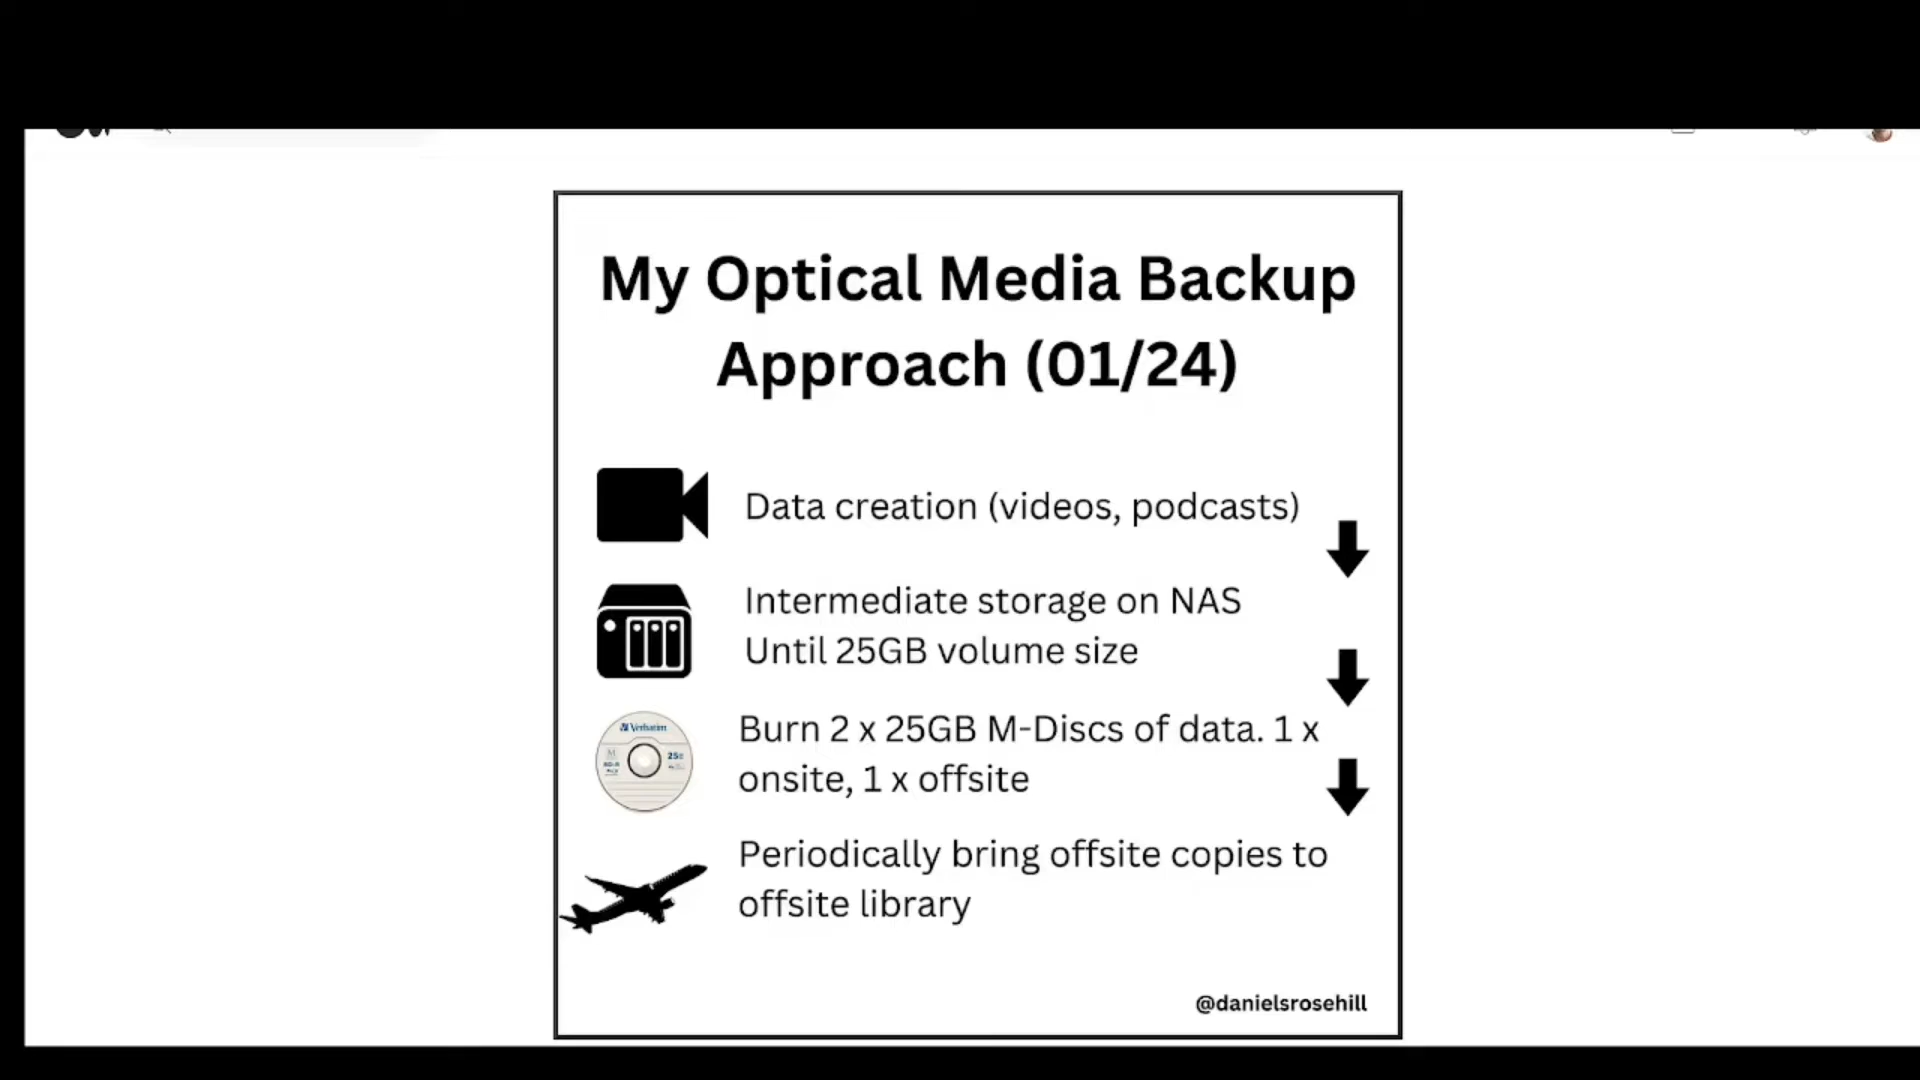 My Optical Media Backup
Approach (01/24)
Data creation (videos, podcasts)
Intermediate storage on NAS
Until 25GB volume size
Verbatim
Burn 2 x 25GB M-Discs of data. 1 x
onsite, 1 x offsite
Periodically bring offsite copies to
offsite library
@danielsrosehill